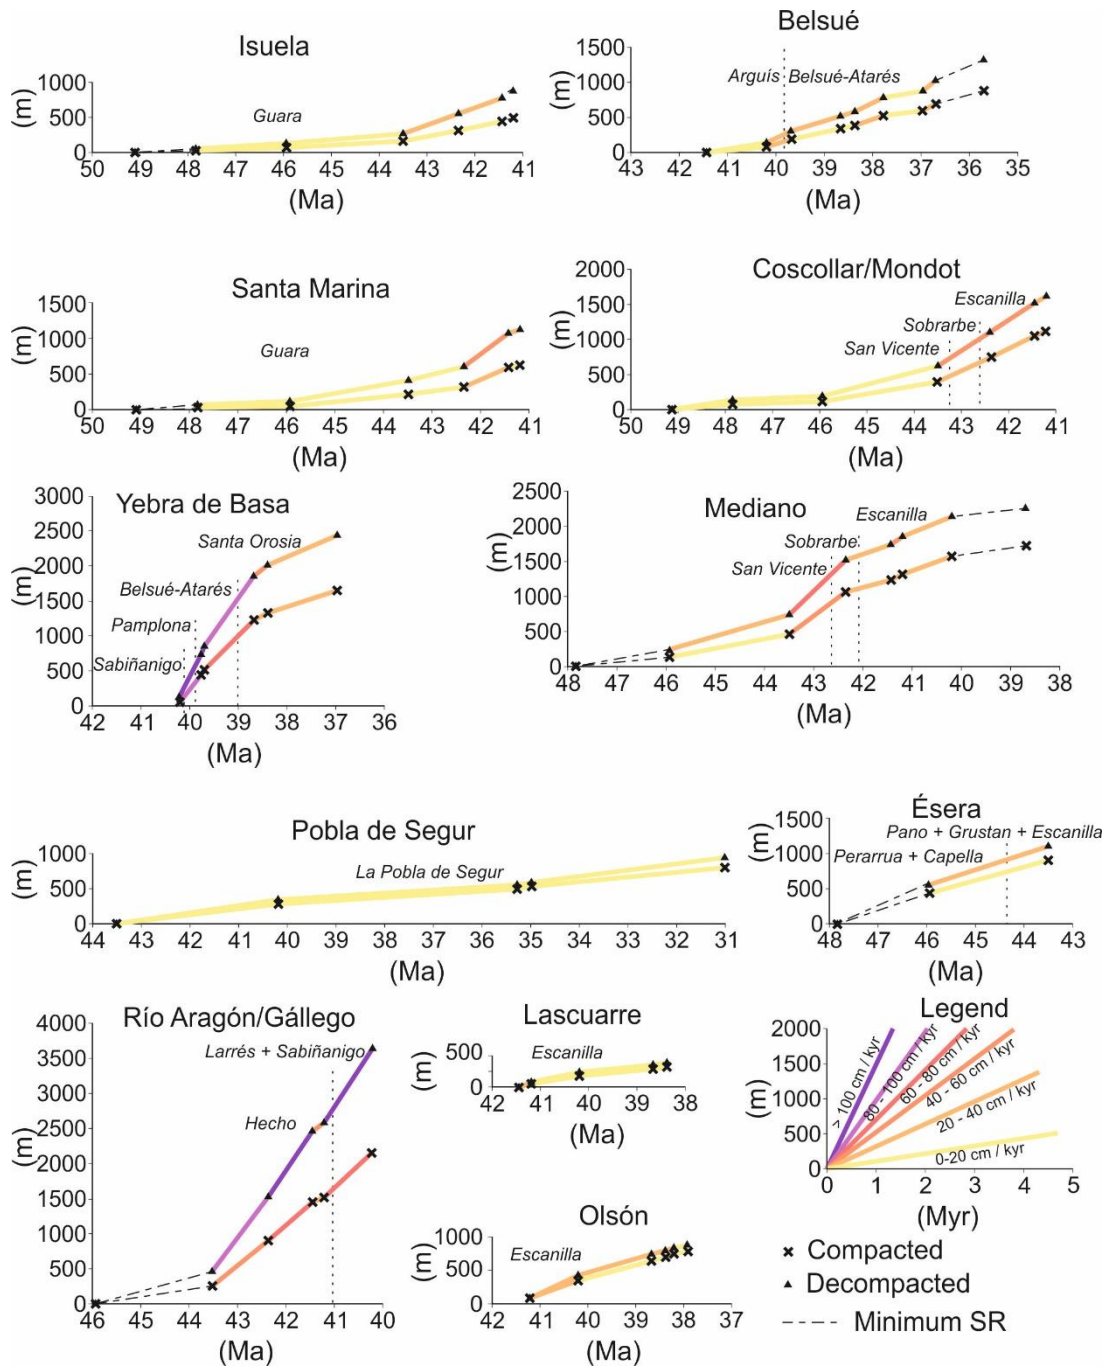 Isuela
(m)
1000
500
0
Guara
50 49 48 47 46 45 44 43 42 41
(Ma)
Belsué
(m)
1500
1000
500
0
Arguís Belsué-Atarés
43 42 41 40 39 38 37 36 35
(Ma)
Santa Marina
(m)
1500
1000
500
0
Guara
50 49 48 47 46 45 44 43 42 41
(Ma)
Coscollar/Mondot
(m)
2000
1500
1000
500
0
Escanilla
Sobrarbe
San Vicente
50 49 48 47 46 45 44 43 42 41
(Ma)
Yebra de Basa
(m)
3000
2500
2000
1500
1000
500
0
Santa Orosia
Belsué-Atarés
Pamplona
Sabiñanigo
42 41 40 39 38 37 36
(Ma)
Mediano
(m)
2500
2000
1500
1000
500
0
Escanilla
Sobrarbe
San Vicente
48 47 46 45 44 43 42 41 40 39 38
(Ma)
Pobla de Segur
(m)
1000
500
0
La Pobla de Segur
44 43 42 41 40 39 38 37 36 35 34 33 32 31
(Ma)
Ésera
(m)
1500
1000
500
0
Pano + Grustan + Escanilla
Perarrua + Capella
48 47 46 45 44 43
(Ma)
Río Aragón/Gállego
(m)
4000
3500
3000
2500
2000
1500
1000
500
0
Larrés + Sabiñanigo
Hecho
46 45 44 43 42 41 40
(Ma)
Lascuarre
(m)
500
0
Escanilla
42 41 40 39 38
(Ma)
Olsón
(m)
1000
500
0
Escanilla
42 41 40 39 38 37
(Ma)
Legend
(m)
2000
1500
1000
500
0
> 100 cm / kyr
80 - 100 cm / kyr
60 - 80 cm / kyr
40 - 60 cm / kyr
20 - 40 cm / kyr
0-20 cm / kyr
0 1 2 3 4 5
(Myr)
Compacted
Decompacted
Minimum SR